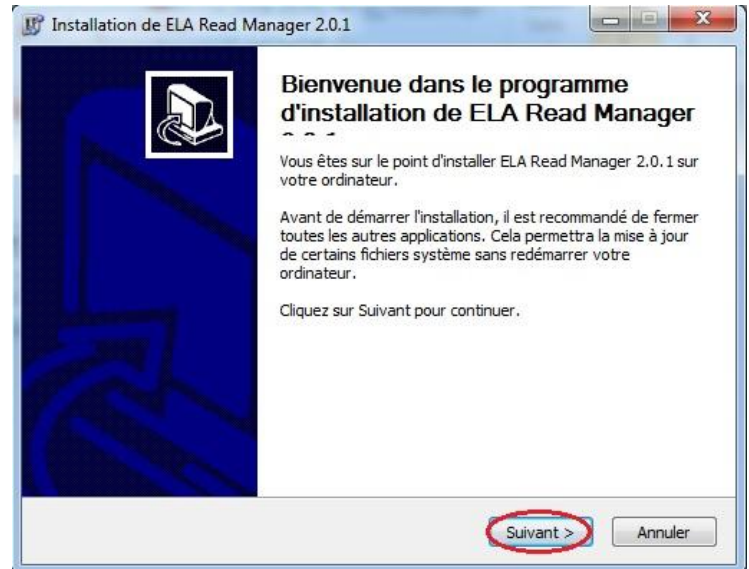 Installation de ELA Read Manager 2.0.1
Bienvenue dans le programme
d'installation de ELA Read Manager
Vous êtes sur le point d'installer ELA Read Manager 2.0.1 sur
votre ordinateur.
Avant de démarrer l'installation, il est recommandé de fermer
toutes les autres applications. Cela permettra la mise à jour
de certains fichiers système sans redémarrer votre
ordinateur.
Cliquez sur Suivant pour continuer.
Suivant >
Annuler